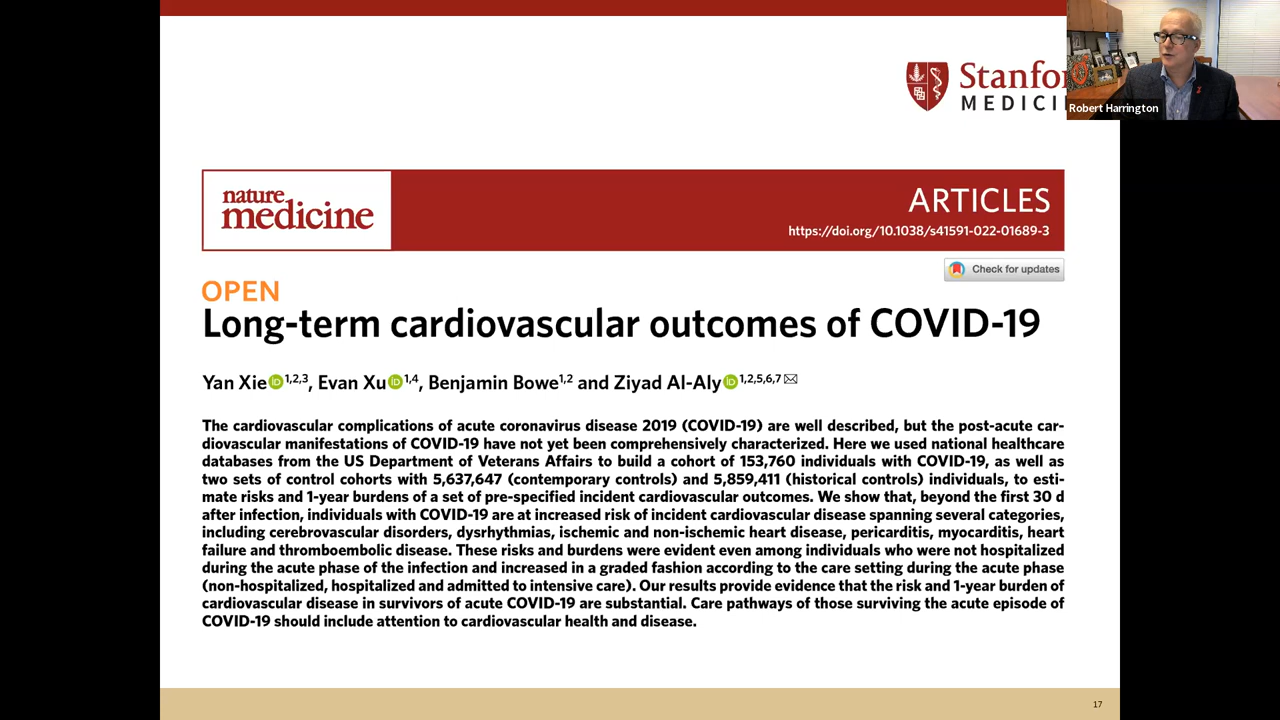 Stanfor
MEDICI
Robert Harrington
nature
medicine
ARTICLES
https://doi.org/10.1038/s41591-022-01689-3
Check for updates
OPEN
Long-term cardiovascular outcomes of COVID-19
Yan Xie iD 1,2,3, Evan Xu iD 1,4, Benjamin Bowe1,2 and Ziyad Al-Aly iD 1,2,5,6,7 ✉
The cardiovascular complications of acute coronavirus disease 2019 (COVID-19) are well described, but the post-acute car-
diovascular manifestations of COVID-19 have not yet been comprehensively characterized. Here we used national healthcare
databases from the US Department of Veterans Affairs to build a cohort of 153,760 individuals with COVID-19, as well as
two sets of control cohorts with 5,637,647 (contemporary controls) and 5,859,411 (historical controls) individuals, to esti-
mate risks and 1-year burdens of a set of pre-specified incident cardiovascular outcomes. We show that, beyond the first 30 d
after infection, individuals with COVID-19 are at increased risk of incident cardiovascular disease spanning several categories,
including cerebrovascular disorders, dysrhythmias, ischemic and non-ischemic heart disease, pericarditis, myocarditis, heart
failure and thromboembolic disease. These risks and burdens were evident even among individuals who were not hospitalized
during the acute phase of the infection and increased in a graded fashion according to the care setting during the acute phase
(non-hospitalized, hospitalized and admitted to intensive care). Our results provide evidence that the risk and 1-year burden of
cardiovascular disease in survivors of acute COVID-19 are substantial. Care pathways of those surviving the acute episode of
COVID-19 should include attention to cardiovascular health and disease.
17